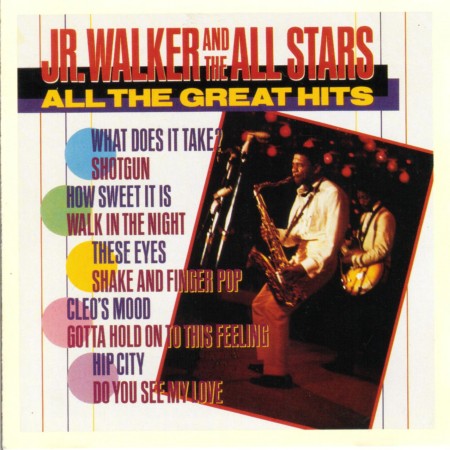 JR. WALKER AND THE ALL STARS
ALL THE GREAT HITS
WHAT DOES IT TAKE?
SHOTGUN
HOW SWEET IT IS
WALK IN THE NIGHT
THESE EYES
SHAKE AND FINGER POP
CLEO'S MOOD
GOTTA HOLD ON TO THIS FEELING
HIP CITY
DO YOU SEE MY LOVE